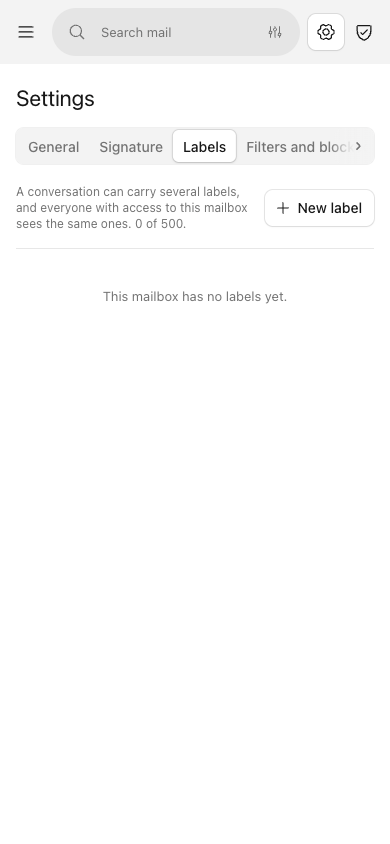 Search mail
Settings
General
Signature
Labels
Filters and block
A conversation can carry several labels,
and everyone with access to this mailbox
sees the same ones. 0 of 500.
New label
This mailbox has no labels yet.